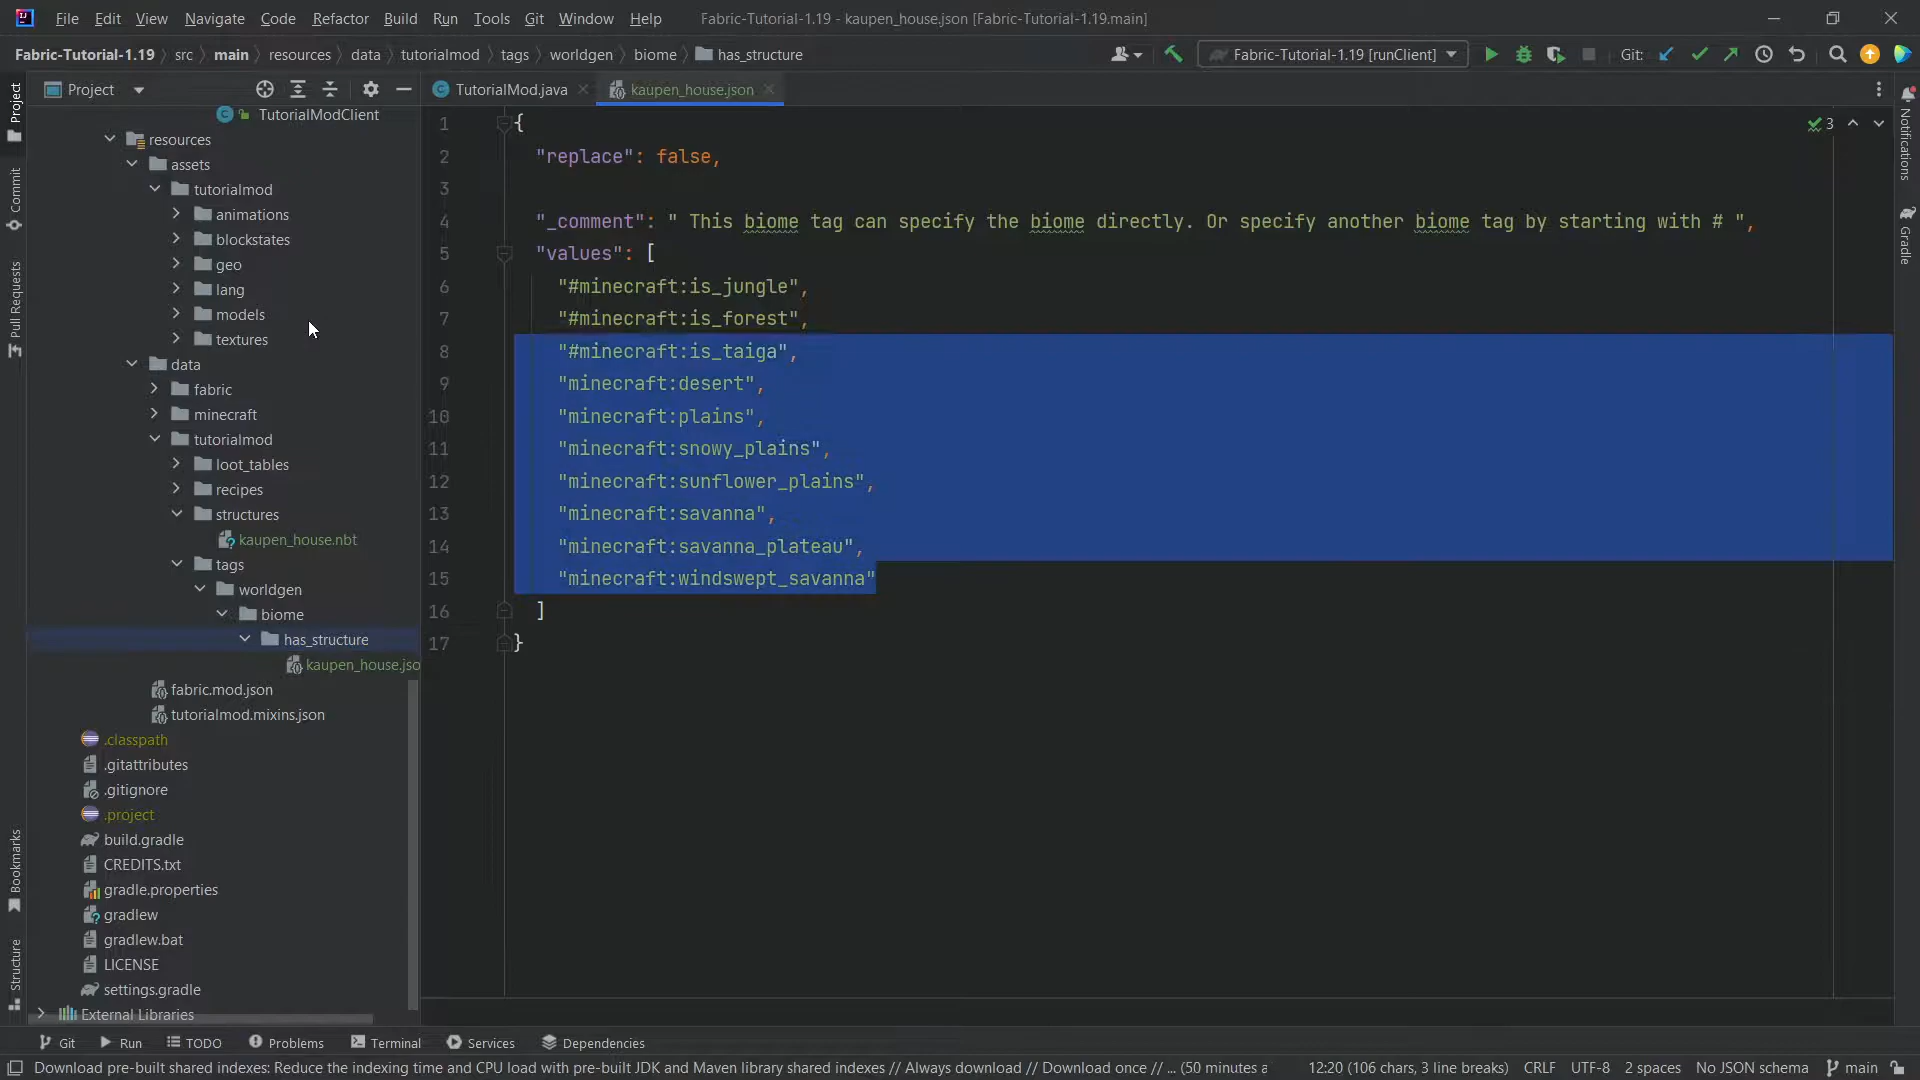 File Edit View Navigate Code Refactor Build Run Tools Git Window Help Fabric-Tutorial-1.19 - kaupen_house.json [Fabric-Tutorial-1.19.main]
Fabric-Tutorial-1.19 src main resources data tutorialmod tags worldgen biome has_structure Fabric-Tutorial-1.19 [runClient] Git:
Project
TutorialMod.java kaupen_house.json
Project
Commit
Pull Requests
Bookmarks
Structure
TutorialModClient
resources
assets
tutorialmod
animations
blockstates
geo
lang
models
textures
data
fabric
minecraft
tutorialmod
loot_tables
recipes
structures
kaupen_house.nbt
tags
worldgen
biome
has_structure
kaupen_house.jso
fabric.mod.json
tutorialmod.mixins.json
.classpath
.gitattributes
.gitignore
.project
build.gradle
CREDITS.txt
gradle.properties
gradlew
gradlew.bat
LICENSE
settings.gradle
External Libraries
1 {
2 "replace": false,
3
4 "_comment": " This biome tag can specify the biome directly. Or specify another biome tag by starting with # ",
5 "values": [
6 "#minecraft:is_jungle",
7 "#minecraft:is_forest",
8 "#minecraft:is_taiga",
9 "minecraft:desert",
10 "minecraft:plains",
11 "minecraft:snowy_plains",
12 "minecraft:sunflower_plains",
13 "minecraft:savanna",
14 "minecraft:savanna_plateau",
15 "minecraft:windswept_savanna"
16 ]
17 }
3
Notifications
Gradle
Git Run TODO Problems Terminal Services Dependencies
Download pre-built shared indexes: Reduce the indexing time and CPU load with pre-built JDK and Maven library shared indexes // Always download // Download once // ... (50 minutes a 12:20 (106 chars, 3 line breaks) CRLF UTF-8 2 spaces No JSON schema main